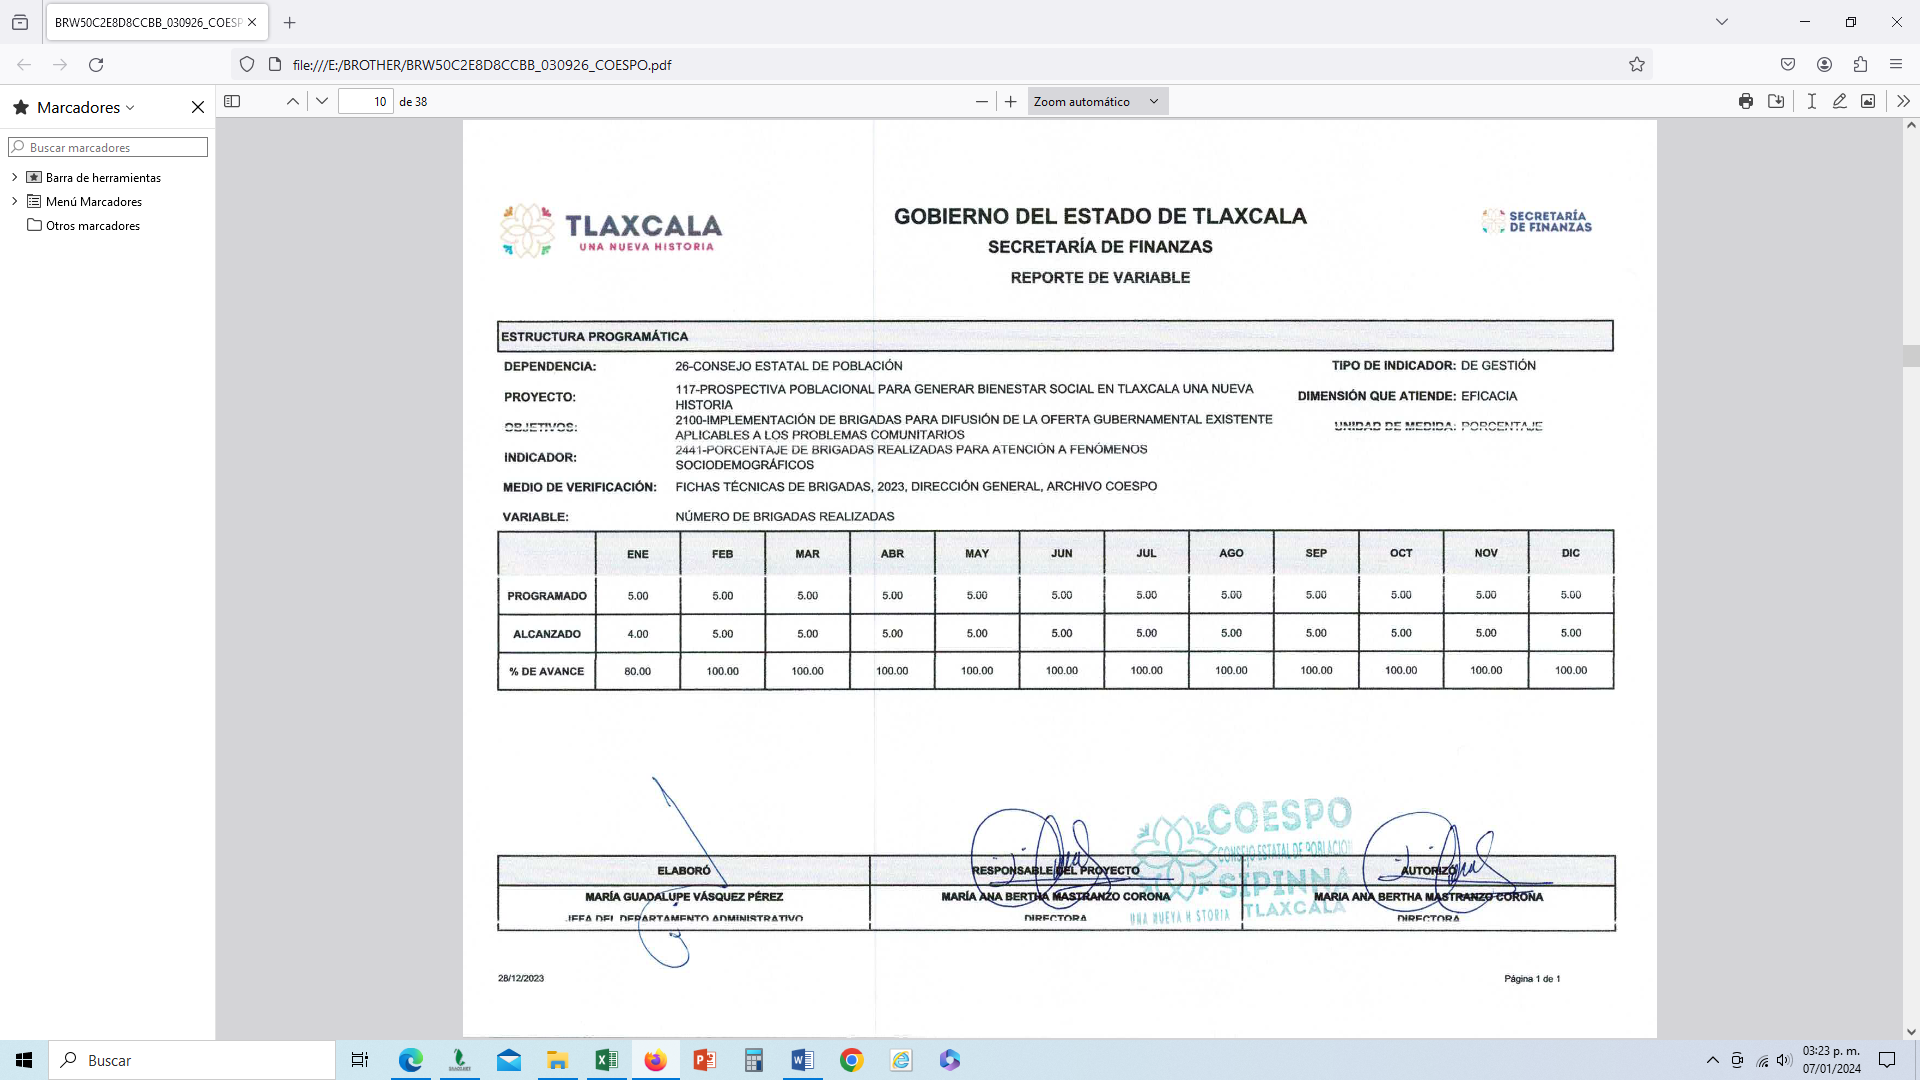 BRW50C2E8D8CCBB_030926_COESP
file:///E:/BROTHER/BRW50C2E8D8CCBB_030926_COESPO.pdf
Marcadores
10 de 38
Zoom automático
Buscar marcadores
Barra de herramientas
Menú Marcadores
Otros marcadores
TLAXCALA
UNA NUEVA HISTORIA
GOBIERNO DEL ESTADO DE TLAXCALA
SECRETARÍA DE FINANZAS
REPORTE DE VARIABLE
SECRETARÍA
DE FINANZAS
ESTRUCTURA PROGRAMÁTICA
DEPENDENCIA: 26-CONSEJO ESTATAL DE POBLACIÓN TIPO DE INDICADOR: DE GESTIÓN
PROYECTO: 117-PROSPECTIVA POBLACIONAL PARA GENERAR BIENESTAR SOCIAL EN TLAXCALA UNA NUEVA HISTORIA DIMENSIÓN QUE ATIENDE: EFICACIA
OBJETIVOS: 2100-IMPLEMENTACIÓN DE BRIGADAS PARA DIFUSIÓN DE LA OFERTA GUBERNAMENTAL EXISTENTE
APLICABLES A LOS PROBLEMAS COMUNITARIOS UNIDAD DE MEDIDA: PORCENTAJE
INDICADOR: 2441-PORCENTAJE DE BRIGADAS REALIZADAS PARA ATENCIÓN A FENÓMENOS
SOCIODEMOGRÁFICOS
MEDIO DE VERIFICACIÓN: FICHAS TÉCNICAS DE BRIGADAS, 2023, DIRECCIÓN GENERAL, ARCHIVO COESPO
VARIABLE: NÚMERO DE BRIGADAS REALIZADAS
ENE FEB MAR ABR MAY JUN JUL AGO SEP OCT NOV DIC
PROGRAMADO 5.00 5.00 5.00 5.00 5.00 5.00 5.00 5.00 5.00 5.00 5.00 5.00
ALCANZADO 4.00 5.00 5.00 5.00 5.00 5.00 5.00 5.00 5.00 5.00 5.00 5.00
% DE AVANCE 80.00 100.00 100.00 100.00 100.00 100.00 100.00 100.00 100.00 100.00 100.00 100.00
COESPO
CONSEJO ESTATAL DE POBLACION
SIPINNA
TLAXCALA
UNA NUEVA HISTORIA
ELABORÓ RESPONSABLE DEL PROYECTO AUTORIZÓ
MARÍA GUADALUPE VÁSQUEZ PÉREZ MARÍA ANA BERTHA MASTRANZO CORONA MARIA ANA BERTHA MASTRANZO CORONA
JEFA DEL DEPARTAMENTO ADMINISTRATIVO DIRECTORA DIRECTORA
28/12/2023 Página 1 de 1
Buscar
03:23 p. m.
07/01/2024